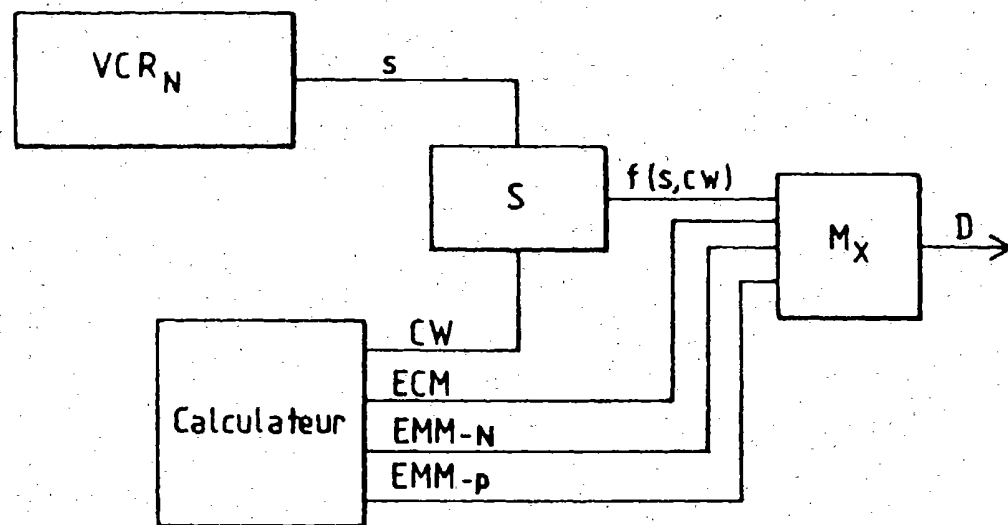 VCR_N
s
S
f(s,cw)
M_X
D
Calculateur
CW
ECM
EMM-N
EMM-p